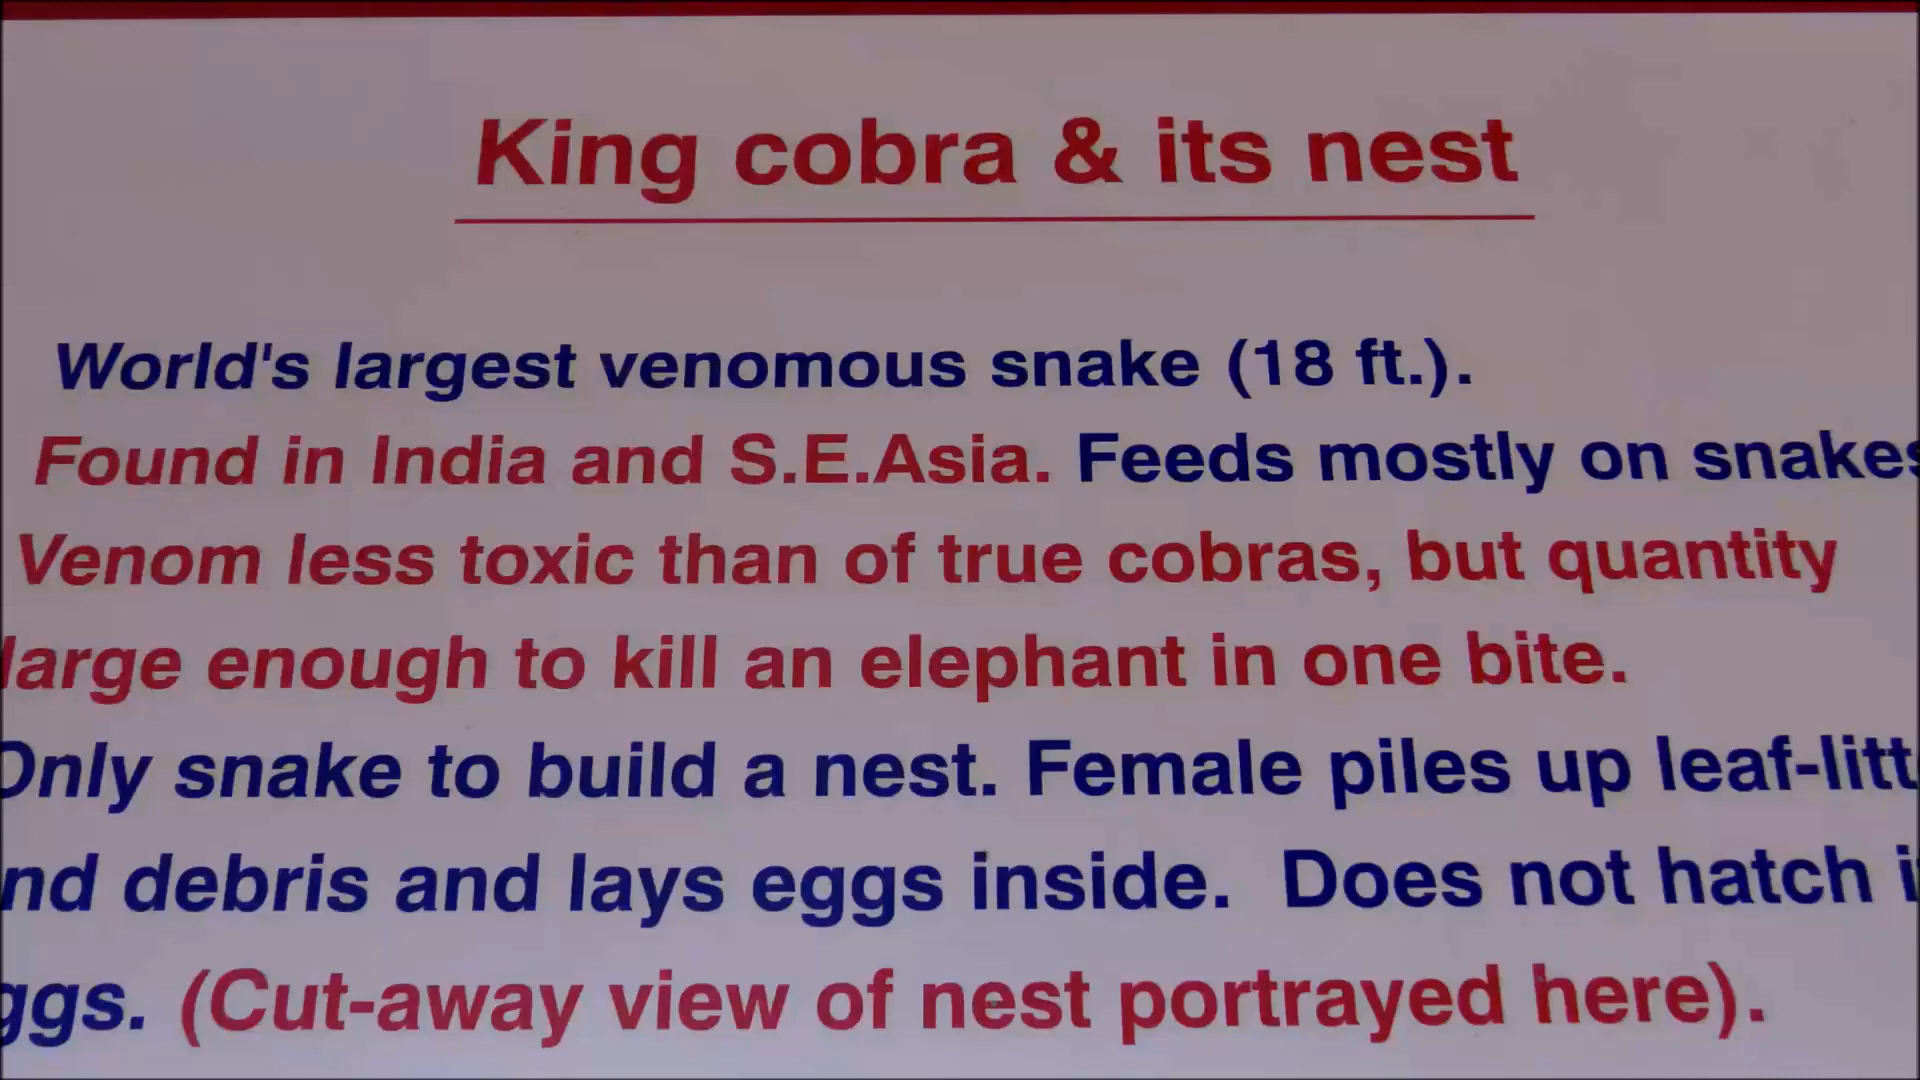 King cobra & its nest
World's largest venomous snake (18 ft.).
Found in India and S.E.Asia. Feeds mostly on snakes
Venom less toxic than of true cobras, but quantity
large enough to kill an elephant in one bite.
Only snake to build a nest. Female piles up leaf-litt
nd debris and lays eggs inside. Does not hatch i
ggs. (Cut-away view of nest portrayed here).